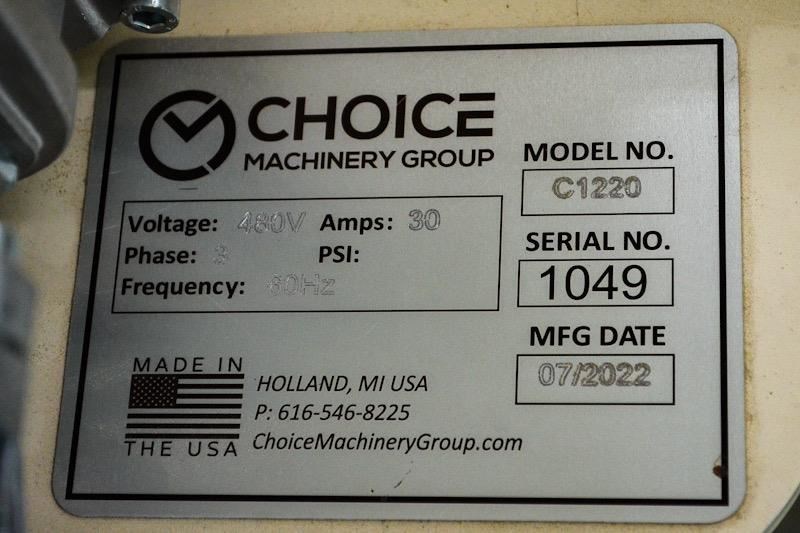 CHOICE
MACHINERY GROUP
MODEL NO.
C1220
Voltage: 480V Amps: 30
Phase: 3 PSI:
Frequency: 60Hz
SERIAL NO.
1049
MFG DATE
07/2022
MADE IN
THE USA
HOLLAND, MI USA
P: 616-546-8225
ChoiceMachineryGroup.com